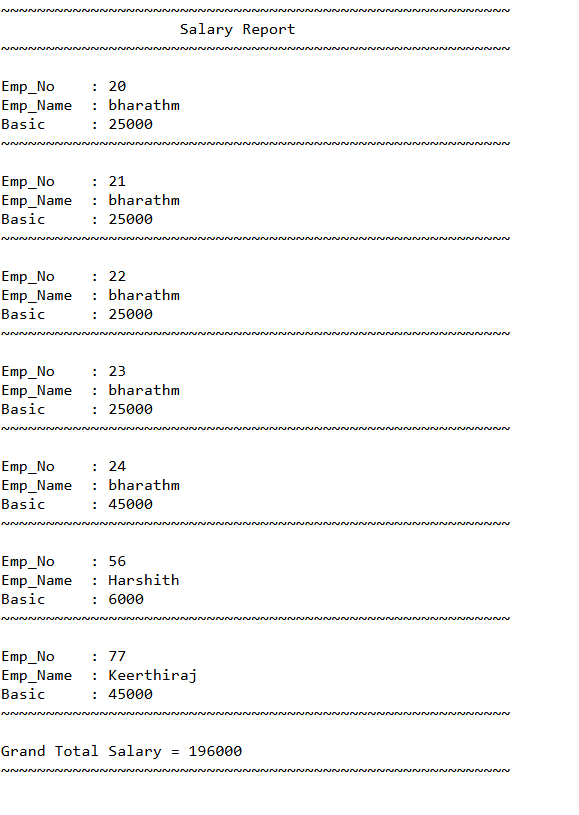 ~~~~~~~~~~~~~~~~~~~~~~~~~~~~~~~~~~~~~~~~~~~~~~~~~~~~~~~~~
Salary Report
~~~~~~~~~~~~~~~~~~~~~~~~~~~~~~~~~~~~~~~~~~~~~~~~~~~~~~~~~
Emp_No    : 20
Emp_Name  : bharathm
Basic     : 25000
~~~~~~~~~~~~~~~~~~~~~~~~~~~~~~~~~~~~~~~~~~~~~~~~~~~~~~~~~
Emp_No    : 21
Emp_Name  : bharathm
Basic     : 25000
~~~~~~~~~~~~~~~~~~~~~~~~~~~~~~~~~~~~~~~~~~~~~~~~~~~~~~~~~
Emp_No    : 22
Emp_Name  : bharathm
Basic     : 25000
~~~~~~~~~~~~~~~~~~~~~~~~~~~~~~~~~~~~~~~~~~~~~~~~~~~~~~~~~
Emp_No    : 23
Emp_Name  : bharathm
Basic     : 25000
~~~~~~~~~~~~~~~~~~~~~~~~~~~~~~~~~~~~~~~~~~~~~~~~~~~~~~~~~
Emp_No    : 24
Emp_Name  : bharathm
Basic     : 45000
~~~~~~~~~~~~~~~~~~~~~~~~~~~~~~~~~~~~~~~~~~~~~~~~~~~~~~~~~
Emp_No    : 56
Emp_Name  : Harshith
Basic     : 6000
~~~~~~~~~~~~~~~~~~~~~~~~~~~~~~~~~~~~~~~~~~~~~~~~~~~~~~~~~
Emp_No    : 77
Emp_Name  : Keerthiraj
Basic     : 45000
~~~~~~~~~~~~~~~~~~~~~~~~~~~~~~~~~~~~~~~~~~~~~~~~~~~~~~~~~
Grand Total Salary = 196000
~~~~~~~~~~~~~~~~~~~~~~~~~~~~~~~~~~~~~~~~~~~~~~~~~~~~~~~~~